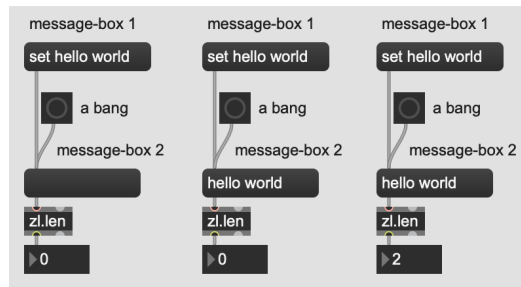 message-box 1
set hello world
a bang
message-box 2
zl.len
0
message-box 1
set hello world
a bang
message-box 2
hello world
zl.len
0
message-box 1
set hello world
a bang
message-box 2
hello world
zl.len
2